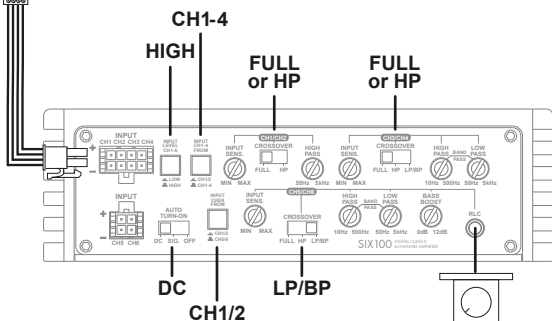 CH1-4
HIGH
FULL
or HP
FULL
or HP
INPUT
CH1 CH2 CH3 CH4
INPUT
LEVEL
CH1-6
LOW
HIGH
INPUT
CH1-4
FROM
CH1/2
CH1-4
CH1/CH2
INPUT
SENS.
MIN MAX
CROSSOVER
FULL HP
HIGH
PASS
50Hz 5kHz
CH3/CH4
INPUT
SENS.
MIN MAX
CROSSOVER
FULL HP LP/BP
HIGH
PASS
BAND
PASS
LOW
PASS
10Hz 500Hz
50Hz 5kHz
INPUT
CH5 CH6
AUTO
TURN-ON
DC SIG. OFF
INPUT
CH5/6
FROM
CH1/2
CH5/6
CH5/CH6
INPUT
SENS.
MIN MAX
CROSSOVER
FULL HP LP/BP
HIGH
PASS
BAND
PASS
LOW
PASS
10Hz 500Hz
50Hz 5kHz
BASS
BOOST
0dB 12dB
RLC
SIX100
DC
CH1/2
LP/BP